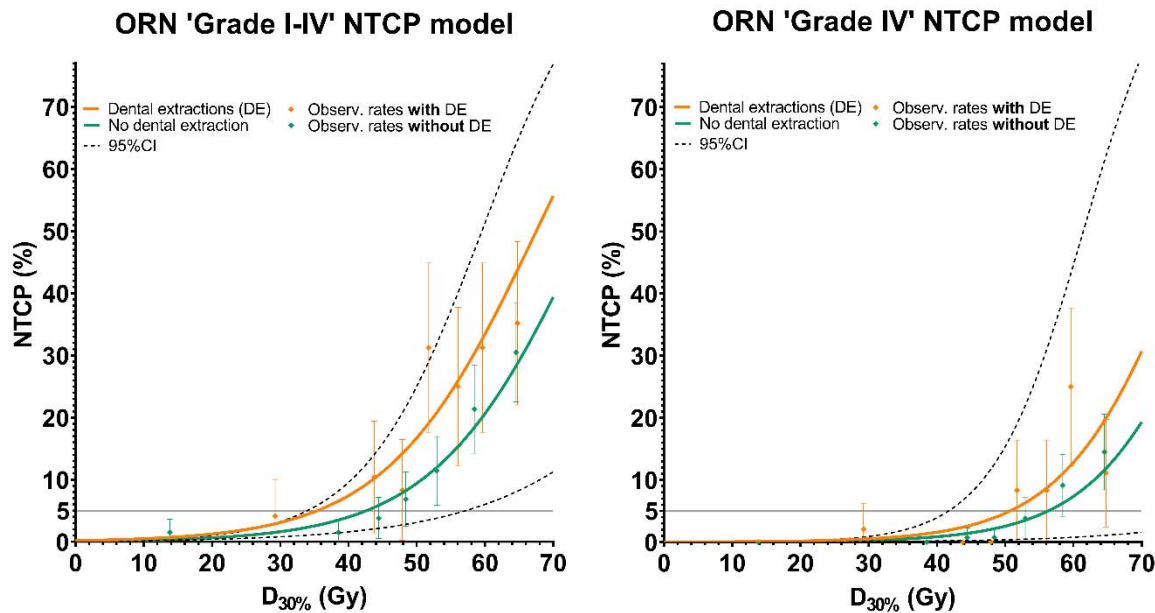 ORN 'Grade I-IV' NTCP model
Dental extractions (DE)
No dental extraction
95%CI
Observ. rates with DE
Observ. rates without DE
NTCP (%)
70
60
50
40
30
20
10
5
0
0 10 20 30 40 50 60 70
D30% (Gy)
ORN 'Grade IV' NTCP model
Dental extractions (DE)
No dental extraction
95%CI
Observ. rates with DE
Observ. rates without DE
NTCP (%)
70
60
50
40
30
20
10
5
0
0 10 20 30 40 50 60 70
D30% (Gy)